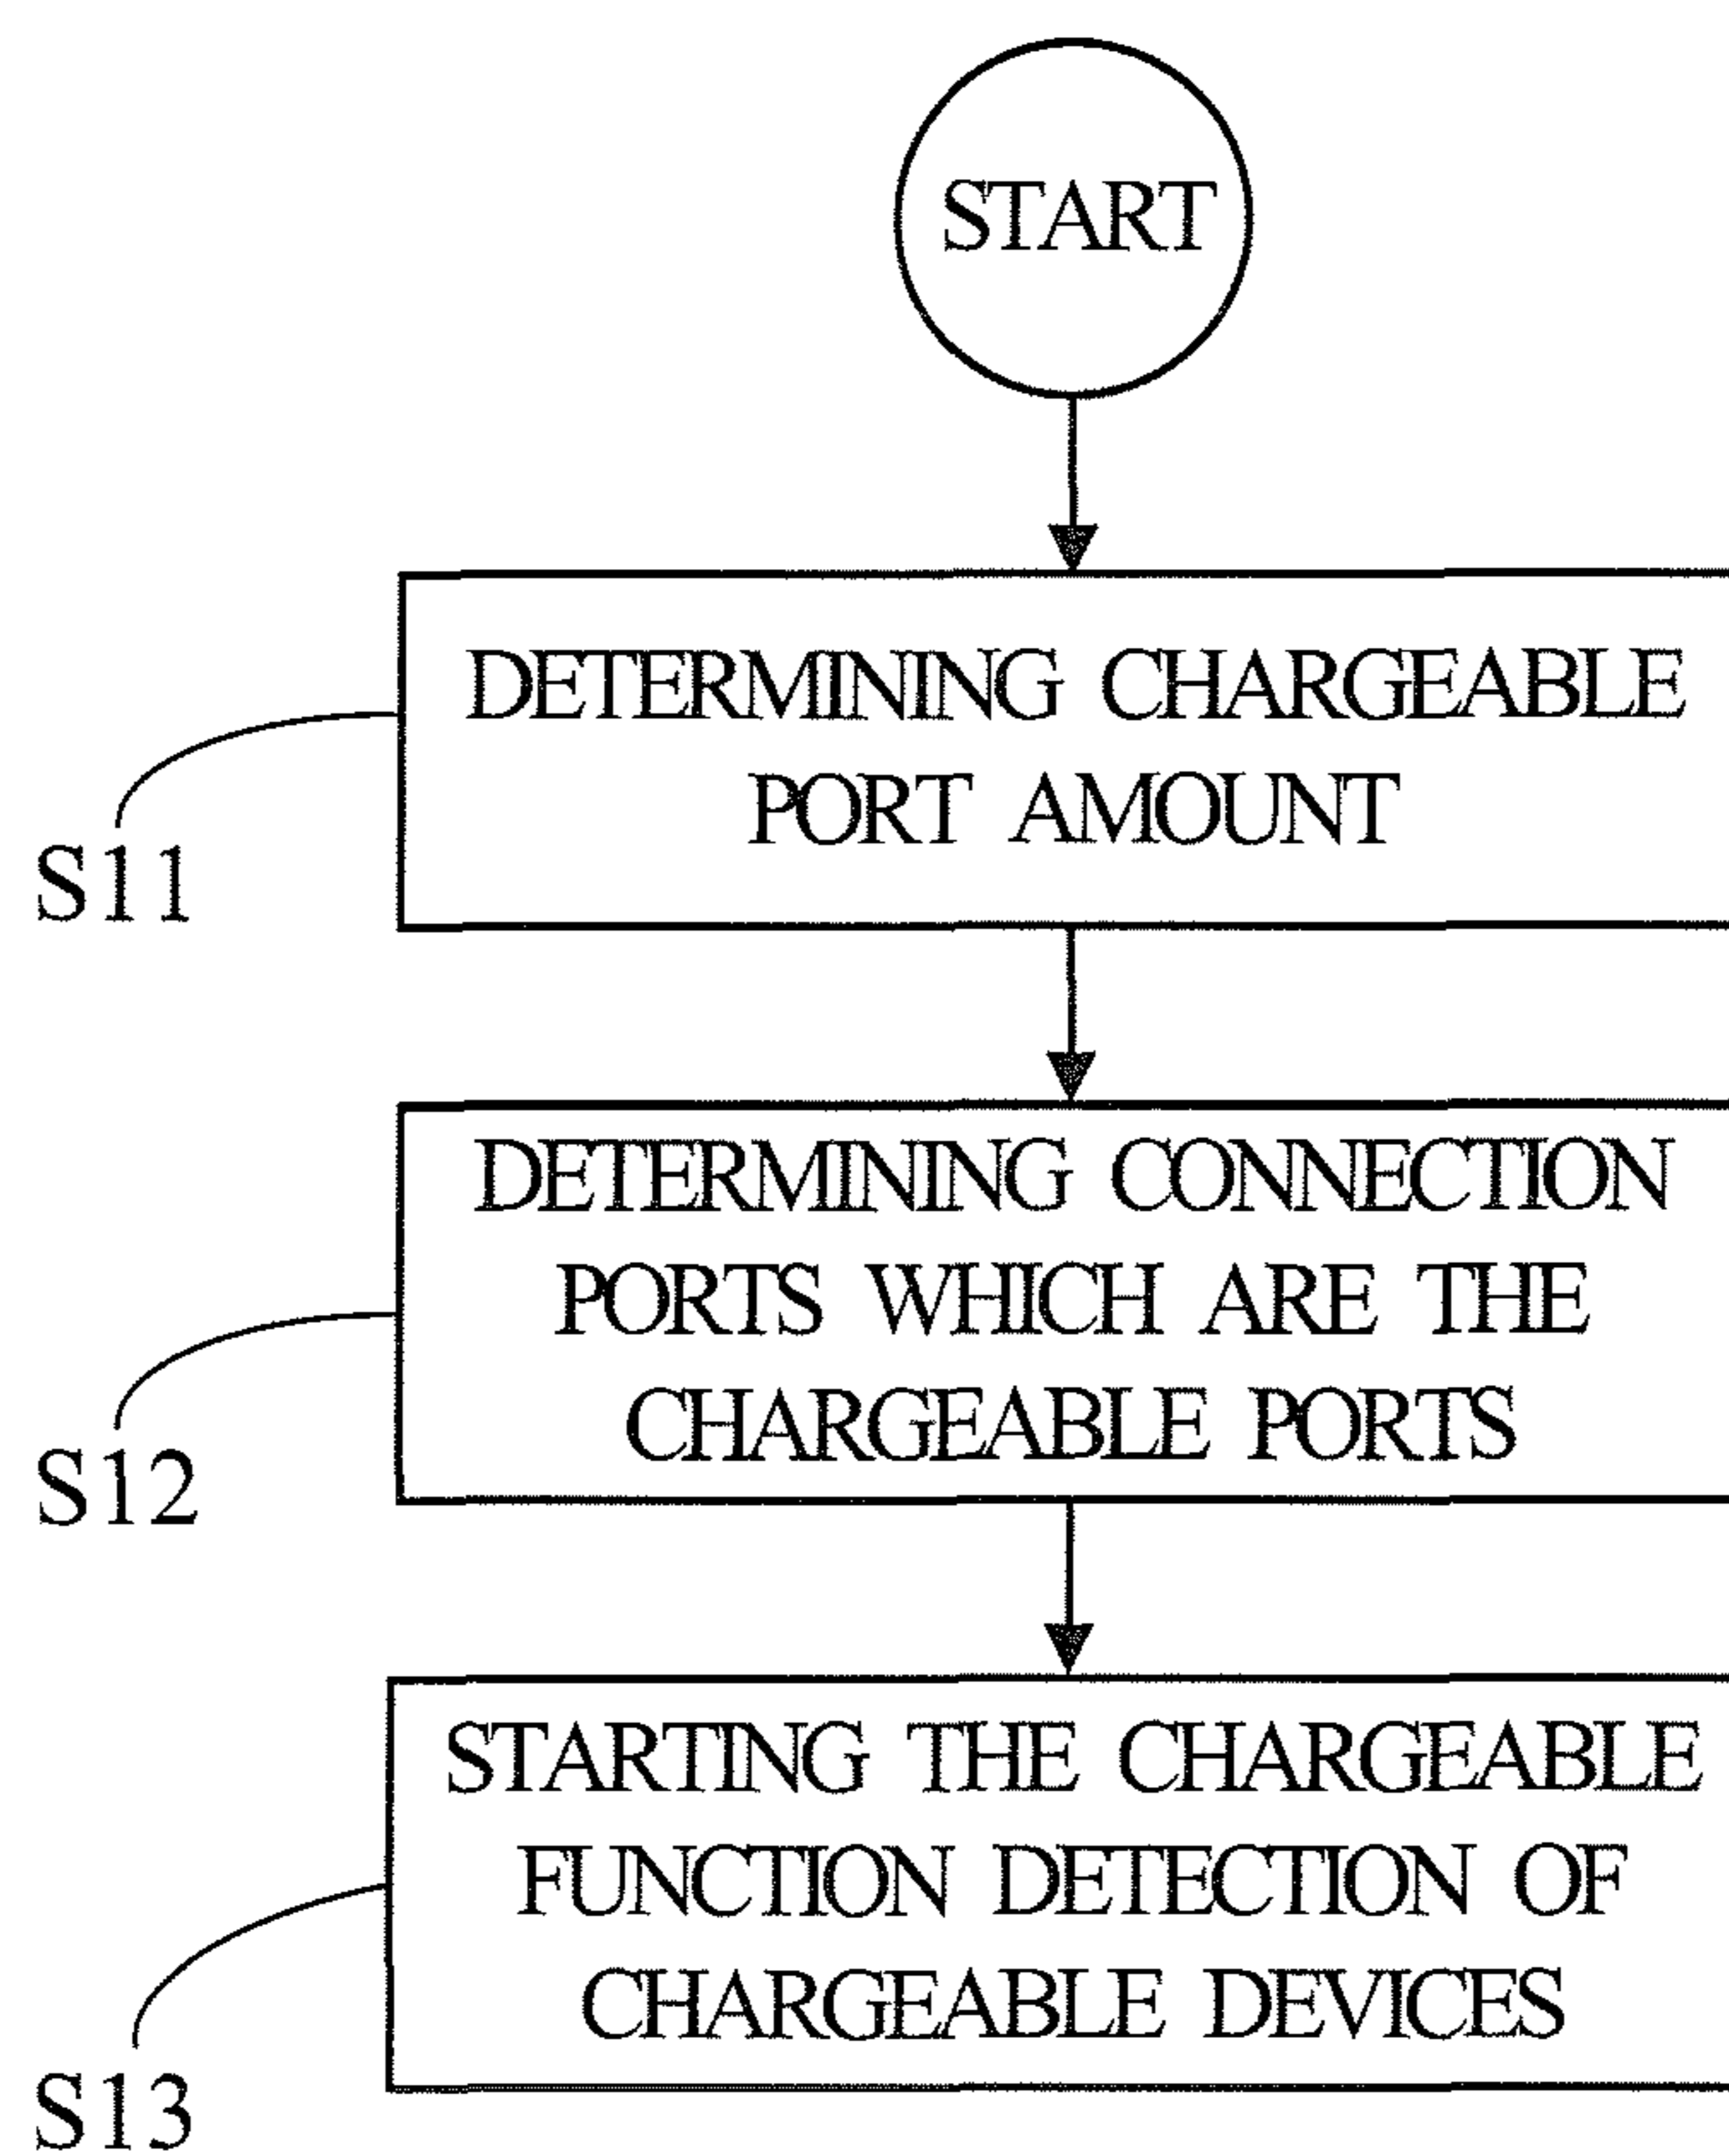 START
DETERMINING CHARGEABLE
PORT AMOUNT
S11
DETERMINING CONNECTION
PORTS WHICH ARE THE
CHARGEABLE PORTS
S12
STARTING THE CHARGEABLE
FUNCTION DETECTION OF
CHARGEABLE DEVICES
S13